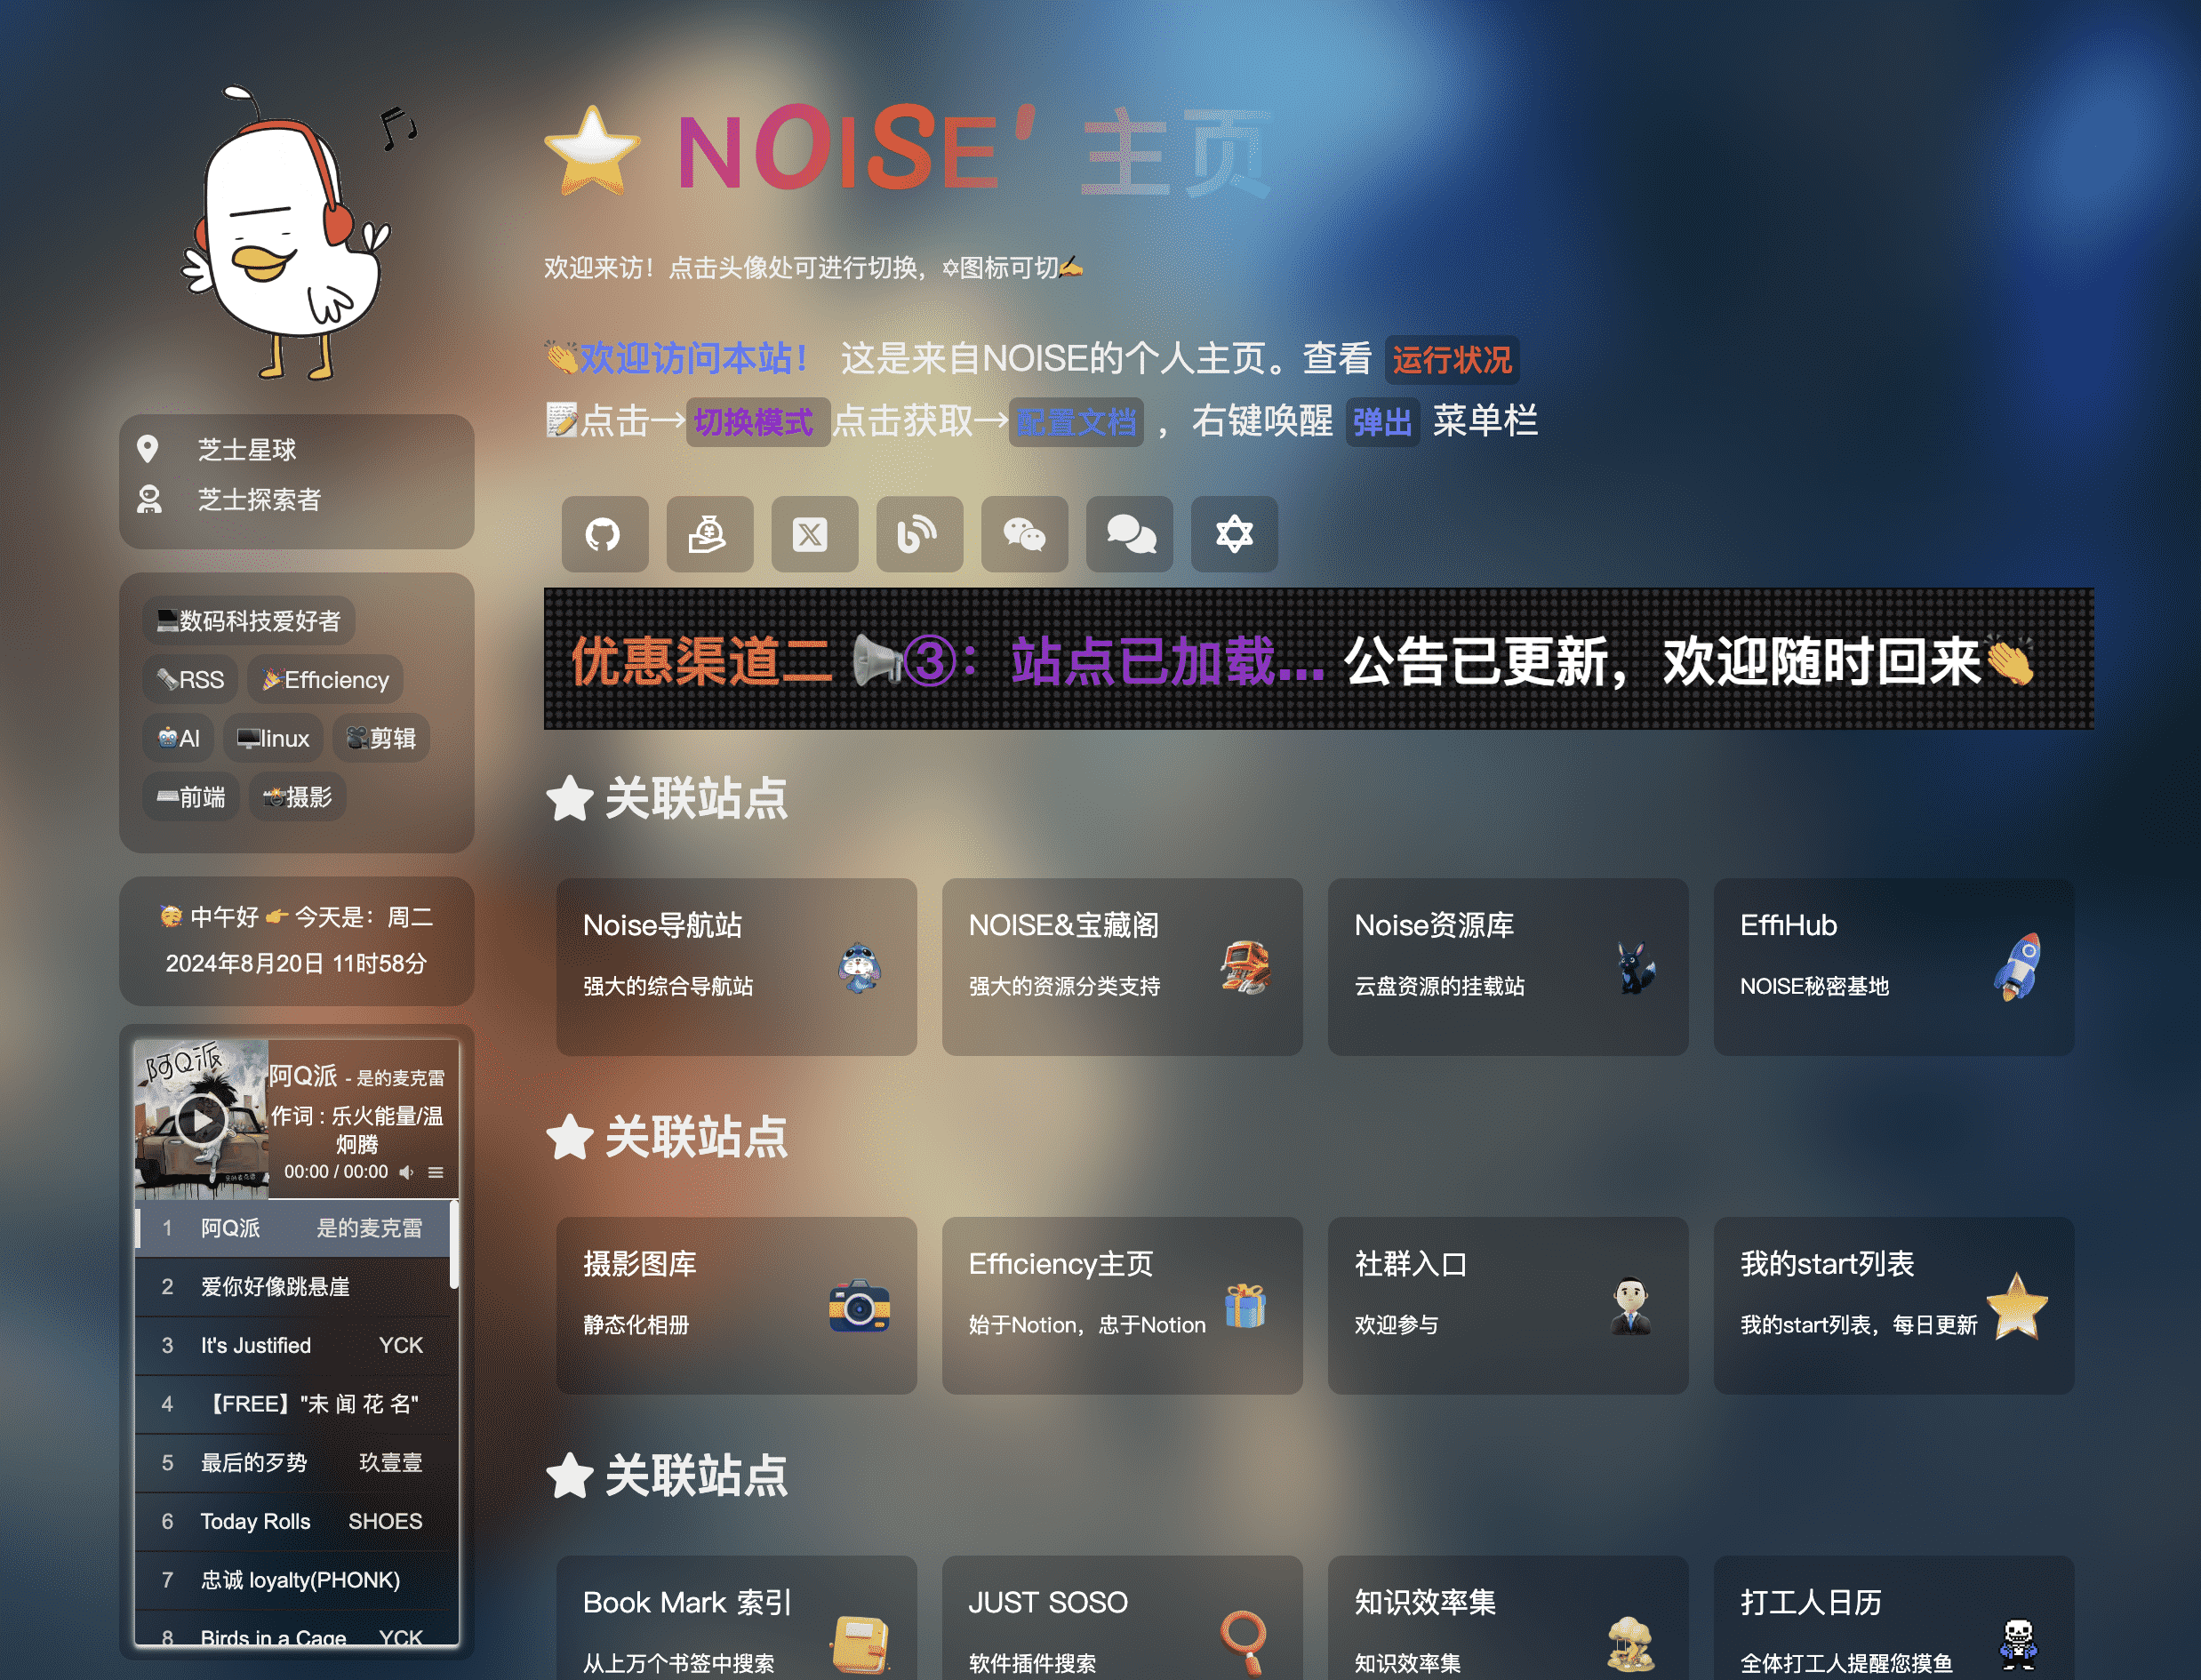 NOISE' 主页
欢迎来访！点击头像处可进行切换，✡图标可切✍
👏欢迎访问本站！ 这是来自NOISE的个人主页。查看 运行状况
📝点击→切换模式 点击获取→配置文档 ，右键唤醒 弹出 菜单栏
芝士星球
芝士探索者
💻数码科技爱好者
🗞RSS 🎉Efficiency
🤖AI 🖥linux 🎥剪辑
⌨前端 📸摄影
🥳 中午好 👉 今天是：周二
2024年8月20日 11时58分
阿Q派
阿Q派 - 是的麦克雷
作词 : 乐火能量/温
炯腾
00:00 / 00:00
1 阿Q派 是的麦克雷
2 爱你好像跳悬崖
3 It's Justified YCK
4 【FREE】"未 闻 花 名"
5 最后的歹势 玖壹壹
6 Today Rolls SHOES
7 忠诚 loyalty(PHONK)
8 Birds in a Cage YCK
优惠渠道二 📢③：站点已加载... 公告已更新，欢迎随时回来👏
关联站点
Noise导航站
强大的综合导航站
NOISE&宝藏阁
强大的资源分类支持
Noise资源库
云盘资源的挂载站
EffiHub
NOISE秘密基地
关联站点
摄影图库
静态化相册
Efficiency主页
始于Notion，忠于Notion
社群入口
欢迎参与
我的start列表
我的start列表，每日更新
关联站点
Book Mark 索引
从上万个书签中搜索
JUST SOSO
软件插件搜索
知识效率集
知识效率集
打工人日历
全体打工人提醒您摸鱼